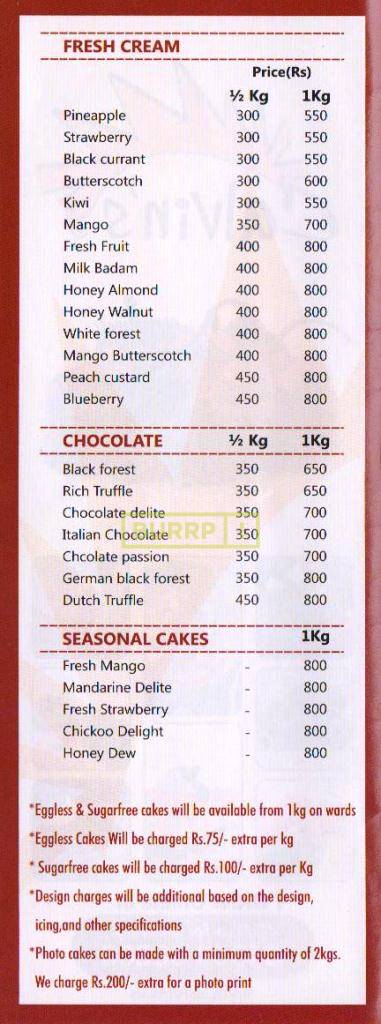 FRESH CREAM
Price(Rs)
½ Kg 1Kg
Pineapple 300 550
Strawberry 300 550
Black currant 300 550
Butterscotch 300 600
Kiwi 300 550
Mango 350 700
Fresh Fruit 400 800
Milk Badam 400 800
Honey Almond 400 800
Honey Walnut 400 800
White forest 400 800
Mango Butterscotch 400 800
Peach custard 450 800
Blueberry 450 800
CHOCOLATE ½ Kg 1Kg
Black forest 350 650
Rich Truffle 350 650
Chocolate delite 350 700
BURRP
Italian Chocolate 350 700
Chcolate passion 350 700
German black forest 350 800
Dutch Truffle 450 800
SEASONAL CAKES 1Kg
Fresh Mango - 800
Mandarine Delite - 800
Fresh Strawberry - 800
Chickoo Delight - 800
Honey Dew - 800
*Eggless & Sugarfree cakes will be available from 1kg on wards
*Eggless Cakes Will be charged Rs.75/- extra per kg
* Sugarfree cakes will be charged Rs.100/- extra per Kg
*Design charges will be additional based on the design,
icing,and other specifications
*Photo cakes can be made with a minimum quantity of 2kgs.
We charge Rs.200/- extra for a photo print